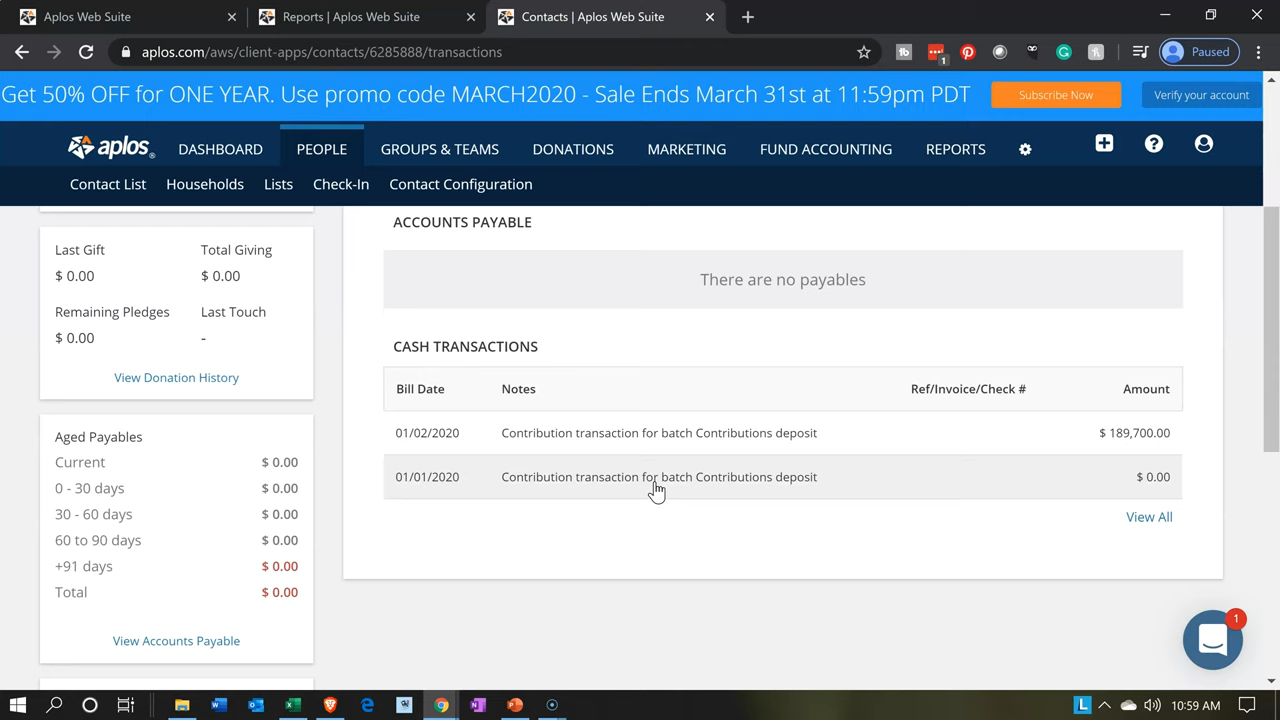 Aplos Web Suite
Reports | Aplos Web Suite
Contacts | Aplos Web Suite
aplos.com/aws/client-apps/contacts/6285888/transactions
1
Paused
Get 50% OFF for ONE YEAR. Use promo code MARCH2020 - Sale Ends March 31st at 11:59pm PDT
Subscribe Now
Verify your account
aplos
DASHBOARD
PEOPLE
GROUPS & TEAMS
DONATIONS
MARKETING
FUND ACCOUNTING
REPORTS
Contact List
Households
Lists
Check-In
Contact Configuration
Last Gift
Total Giving
$ 0.00
$ 0.00
Remaining Pledges
Last Touch
$ 0.00
-
View Donation History
Aged Payables
Current $ 0.00
0 - 30 days $ 0.00
30 - 60 days $ 0.00
60 to 90 days $ 0.00
+91 days $ 0.00
Total $ 0.00
View Accounts Payable
ACCOUNTS PAYABLE
There are no payables
CASH TRANSACTIONS
Bill Date Notes Ref/Invoice/Check # Amount
01/02/2020 Contribution transaction for batch Contributions deposit $ 189,700.00
01/01/2020 Contribution transaction for batch Contributions deposit $ 0.00
View All
1
10:59 AM